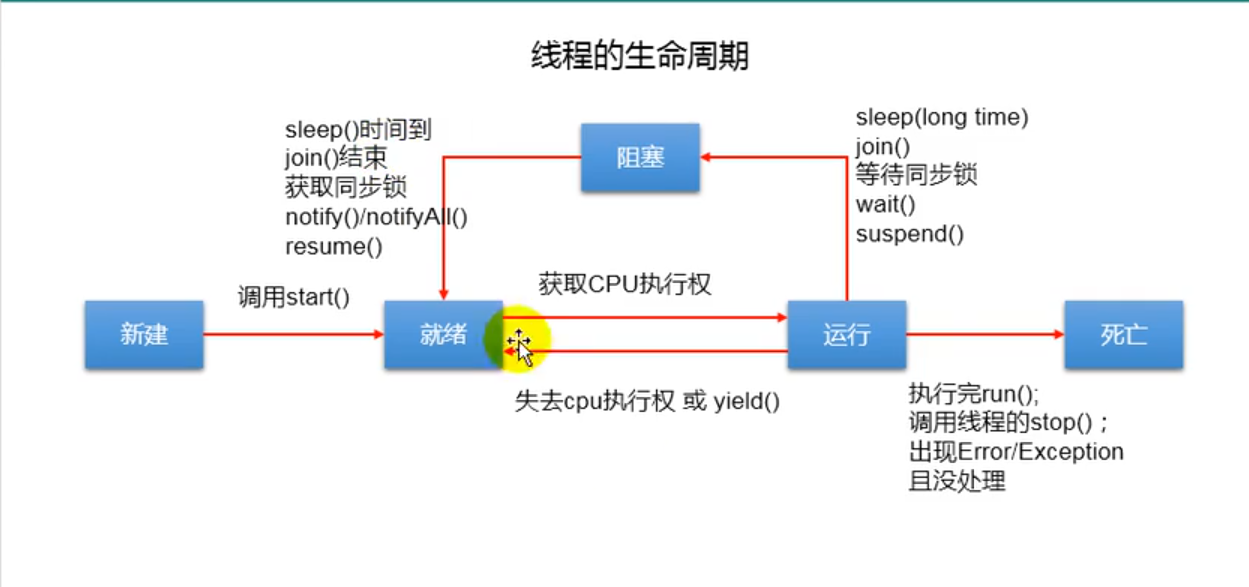 线程的生命周期
sleep()时间到
join()结束
获取同步锁
notify()/notifyAll()
resume()
阻塞
sleep(long time)
join()
等待同步锁
wait()
suspend()
调用start()
获取CPU执行权
新建
就绪
运行
死亡
失去cpu执行权 或 yield()
执行完run();
调用线程的stop()；
出现Error/Exception
且没处理